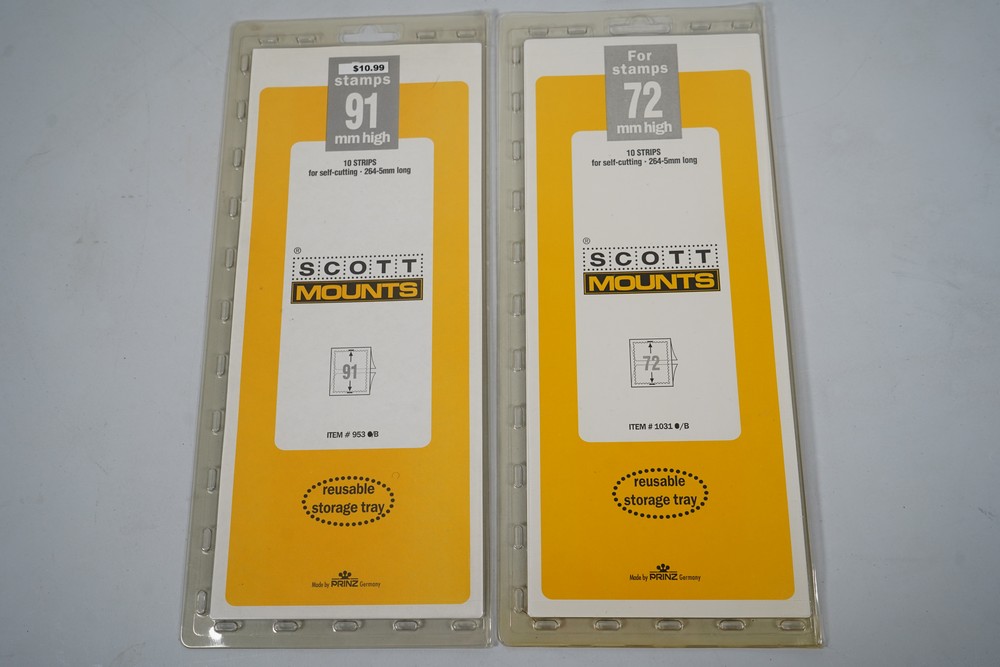 $10.99
stamps
91
mm high
10 STRIPS
for self-cutting · 264-5mm long
®
SCOTT
MOUNTS
91
ITEM # 953 /B
reusable
storage tray
Made by PRINZ Germany
For
stamps
72
mm high
10 STRIPS
for self-cutting · 264-5mm long
®
SCOTT
MOUNTS
72
ITEM # 1031 /B
reusable
storage tray
Made by PRINZ Germany